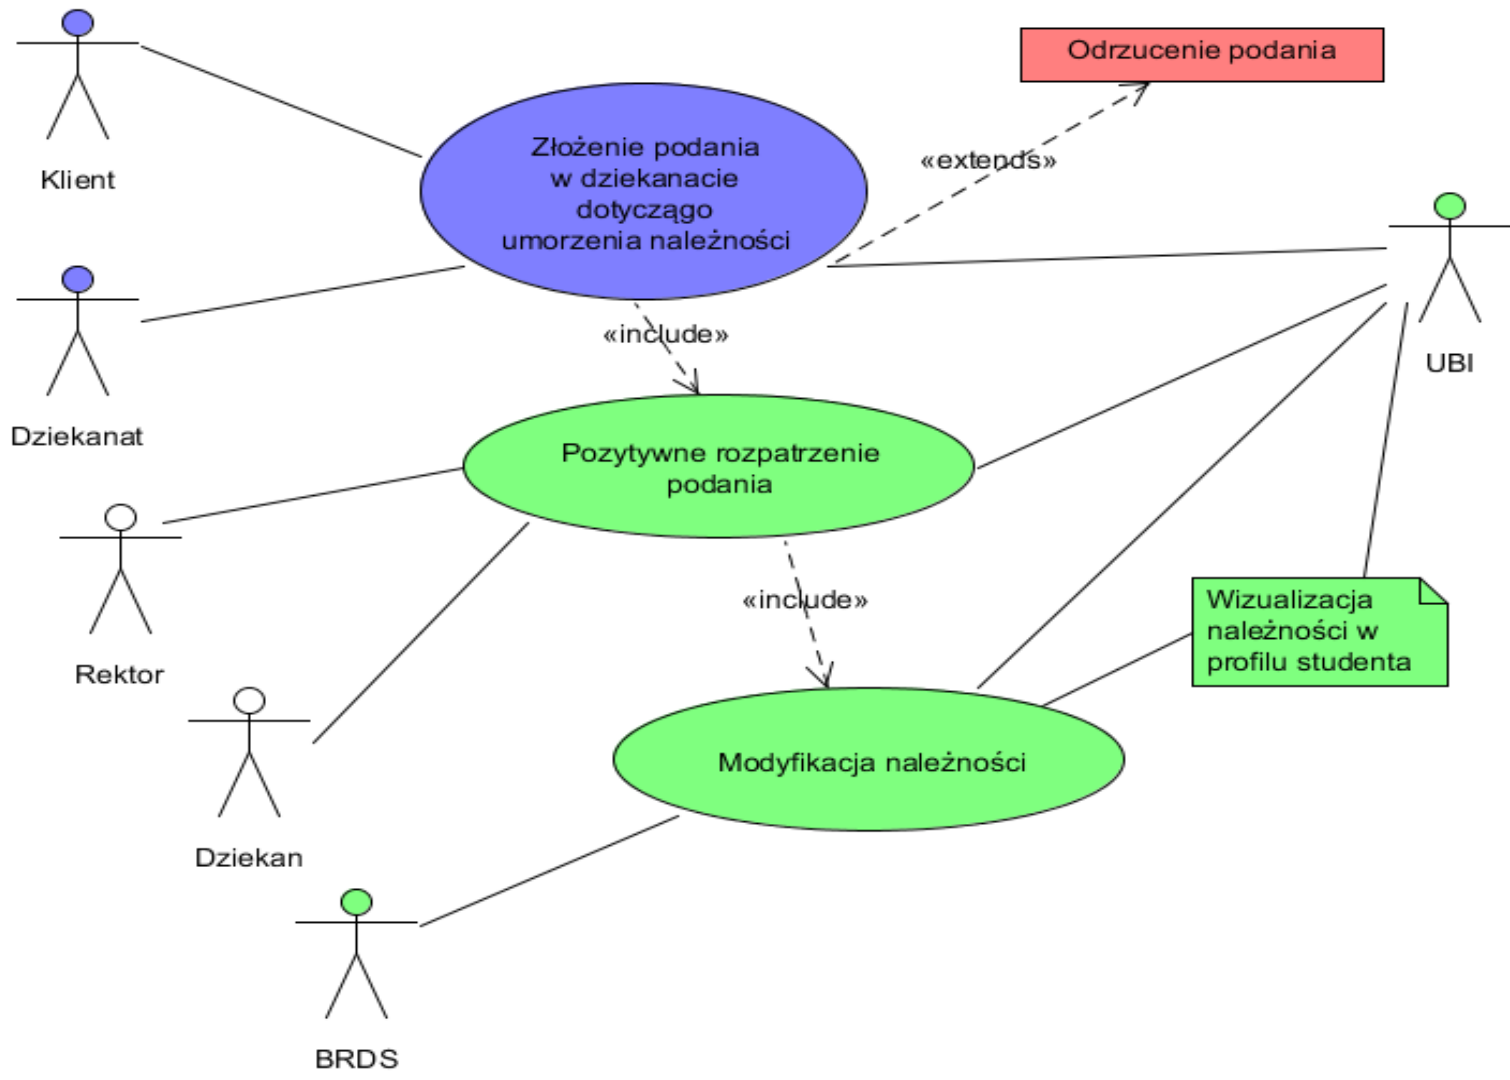 Odrzucenie podania
Klient
Złożenie podania
w dziekanacie
dotycząco
umorzenia należności
«extends»
UBI
Dziekanat
«include»
Pozytywne rozpatrzenie
podania
Rektor
«include»
Wizualizacja
należności w
profilu studenta
Dziekan
Modyfikacja należności
BRDS